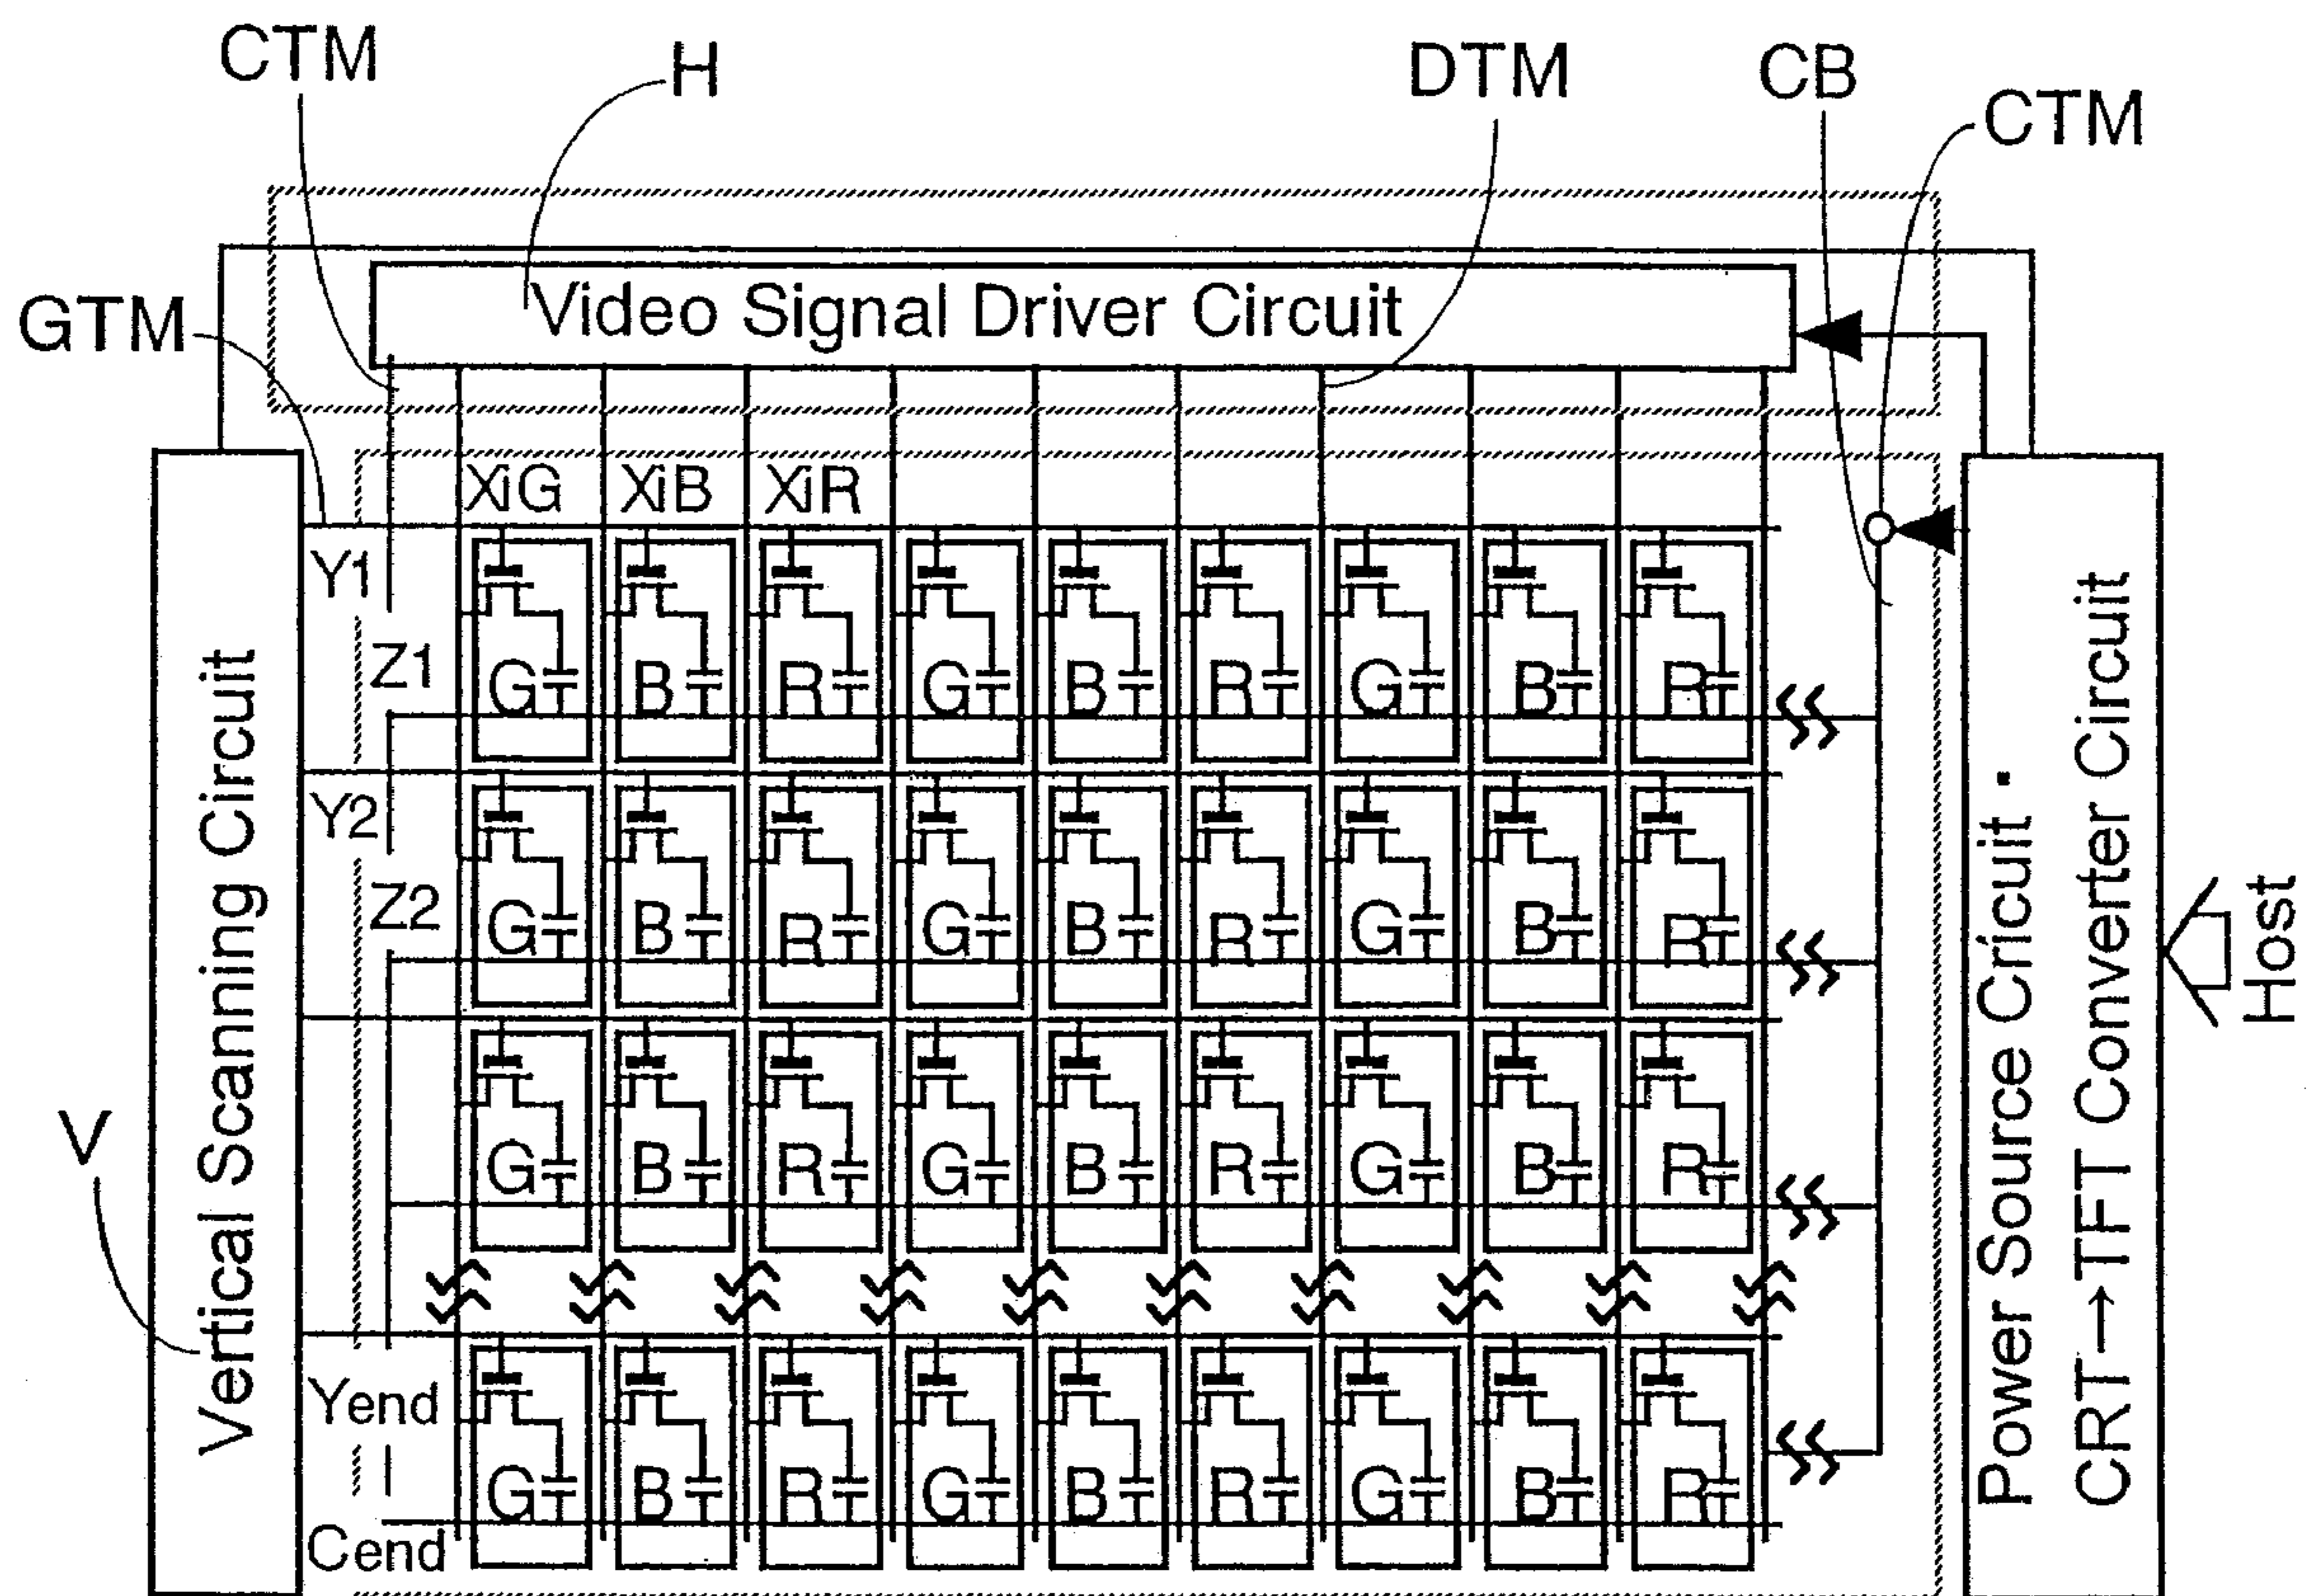 CTM
H
DTM
CB
CTM
GTM
Video Signal Driver Circuit
XiG XiB XiR
Y1
Z1
G B R G B R G B R
Y2
Z2
G B R G B R G B R
G B R G B R G B R
Yend
G B R G B R G B R
Cend
V
Vertical Scanning Circuit
Power Source Cricuit ·
CRT→TFT Converter Circuit
Host